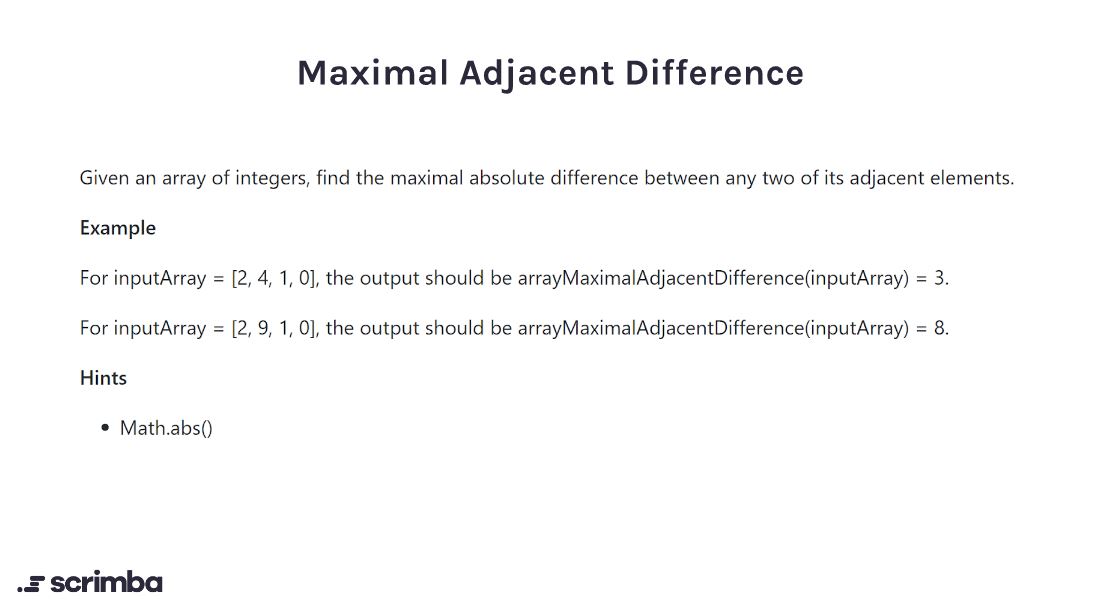 Maximal Adjacent Difference
Given an array of integers, find the maximal absolute difference between any two of its adjacent elements.
Example
For inputArray = [2, 4, 1, 0], the output should be arrayMaximalAdjacentDifference(inputArray) = 3.
For inputArray = [2, 9, 1, 0], the output should be arrayMaximalAdjacentDifference(inputArray) = 8.
Hints
• Math.abs()
scrimba